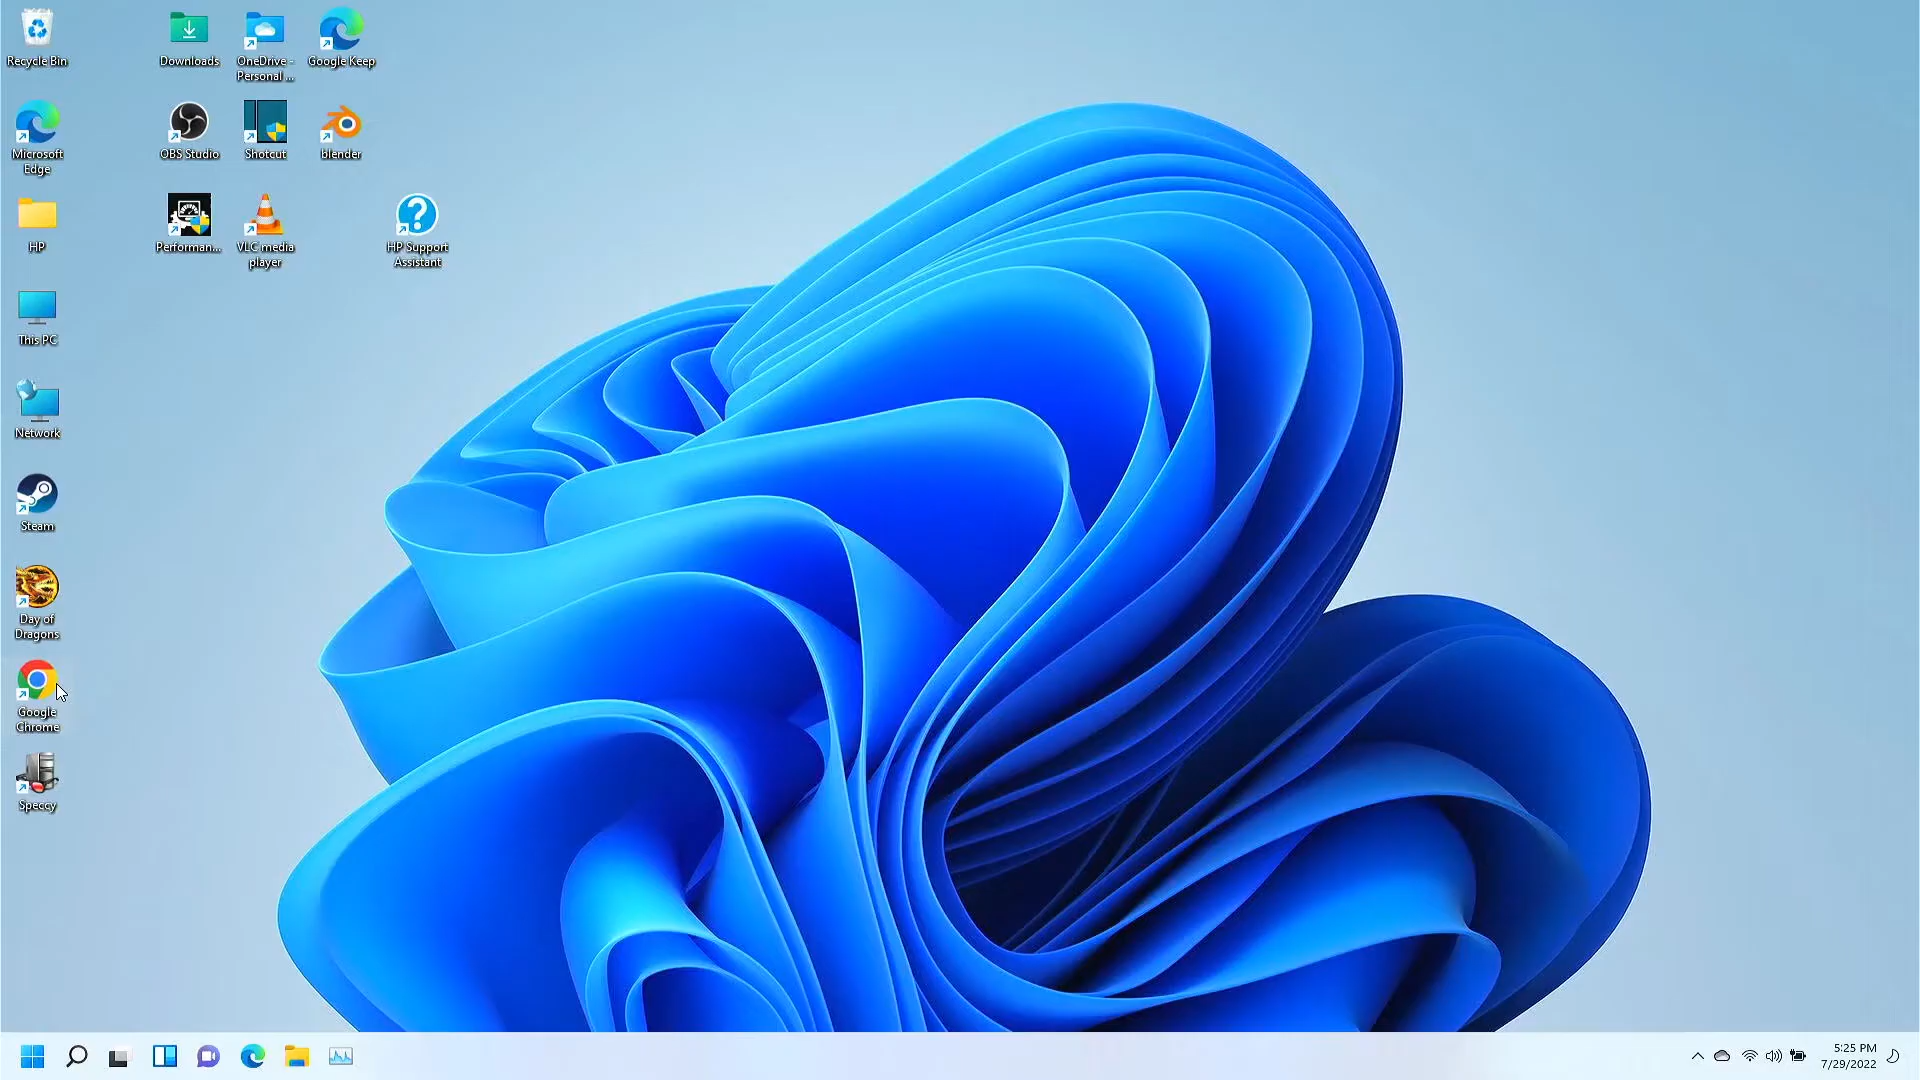 Recycle Bin
Downloads
OneDrive -
Personal ...
Google Keep
Microsoft
Edge
OBS Studio
Shotcut
blender
HP
Performan...
VLC media
player
HP Support
Assistant
This PC
Network
Steam
Day of
Dragons
Google
Chrome
Speccy
5:25 PM
7/29/2022